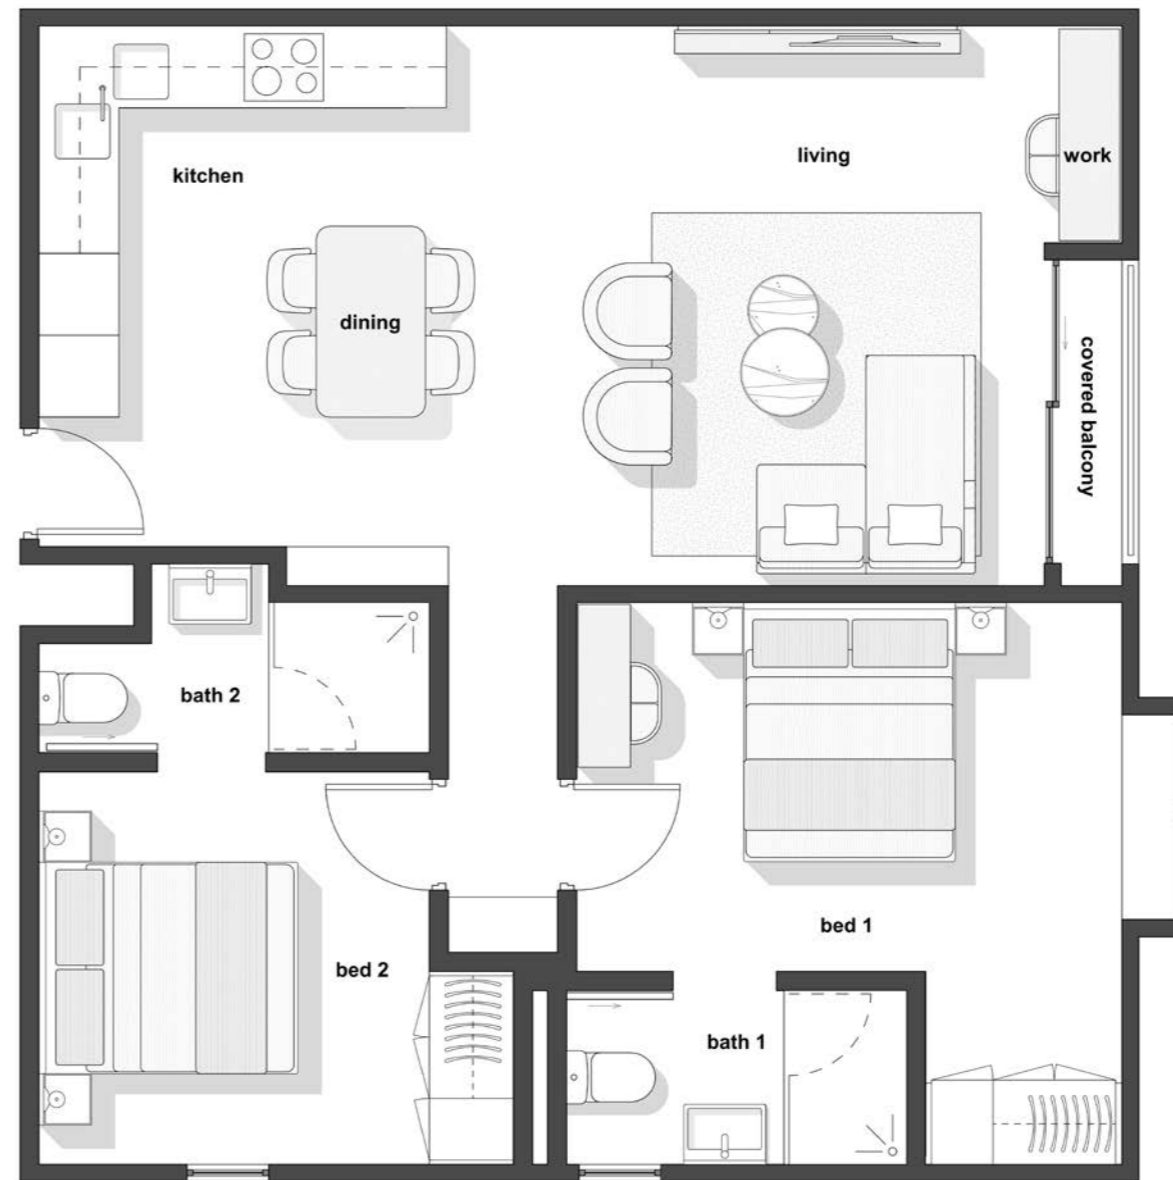 kitchen
living
work
dining
covered balcony
bath 2
bed 1
bed 2
bath 1